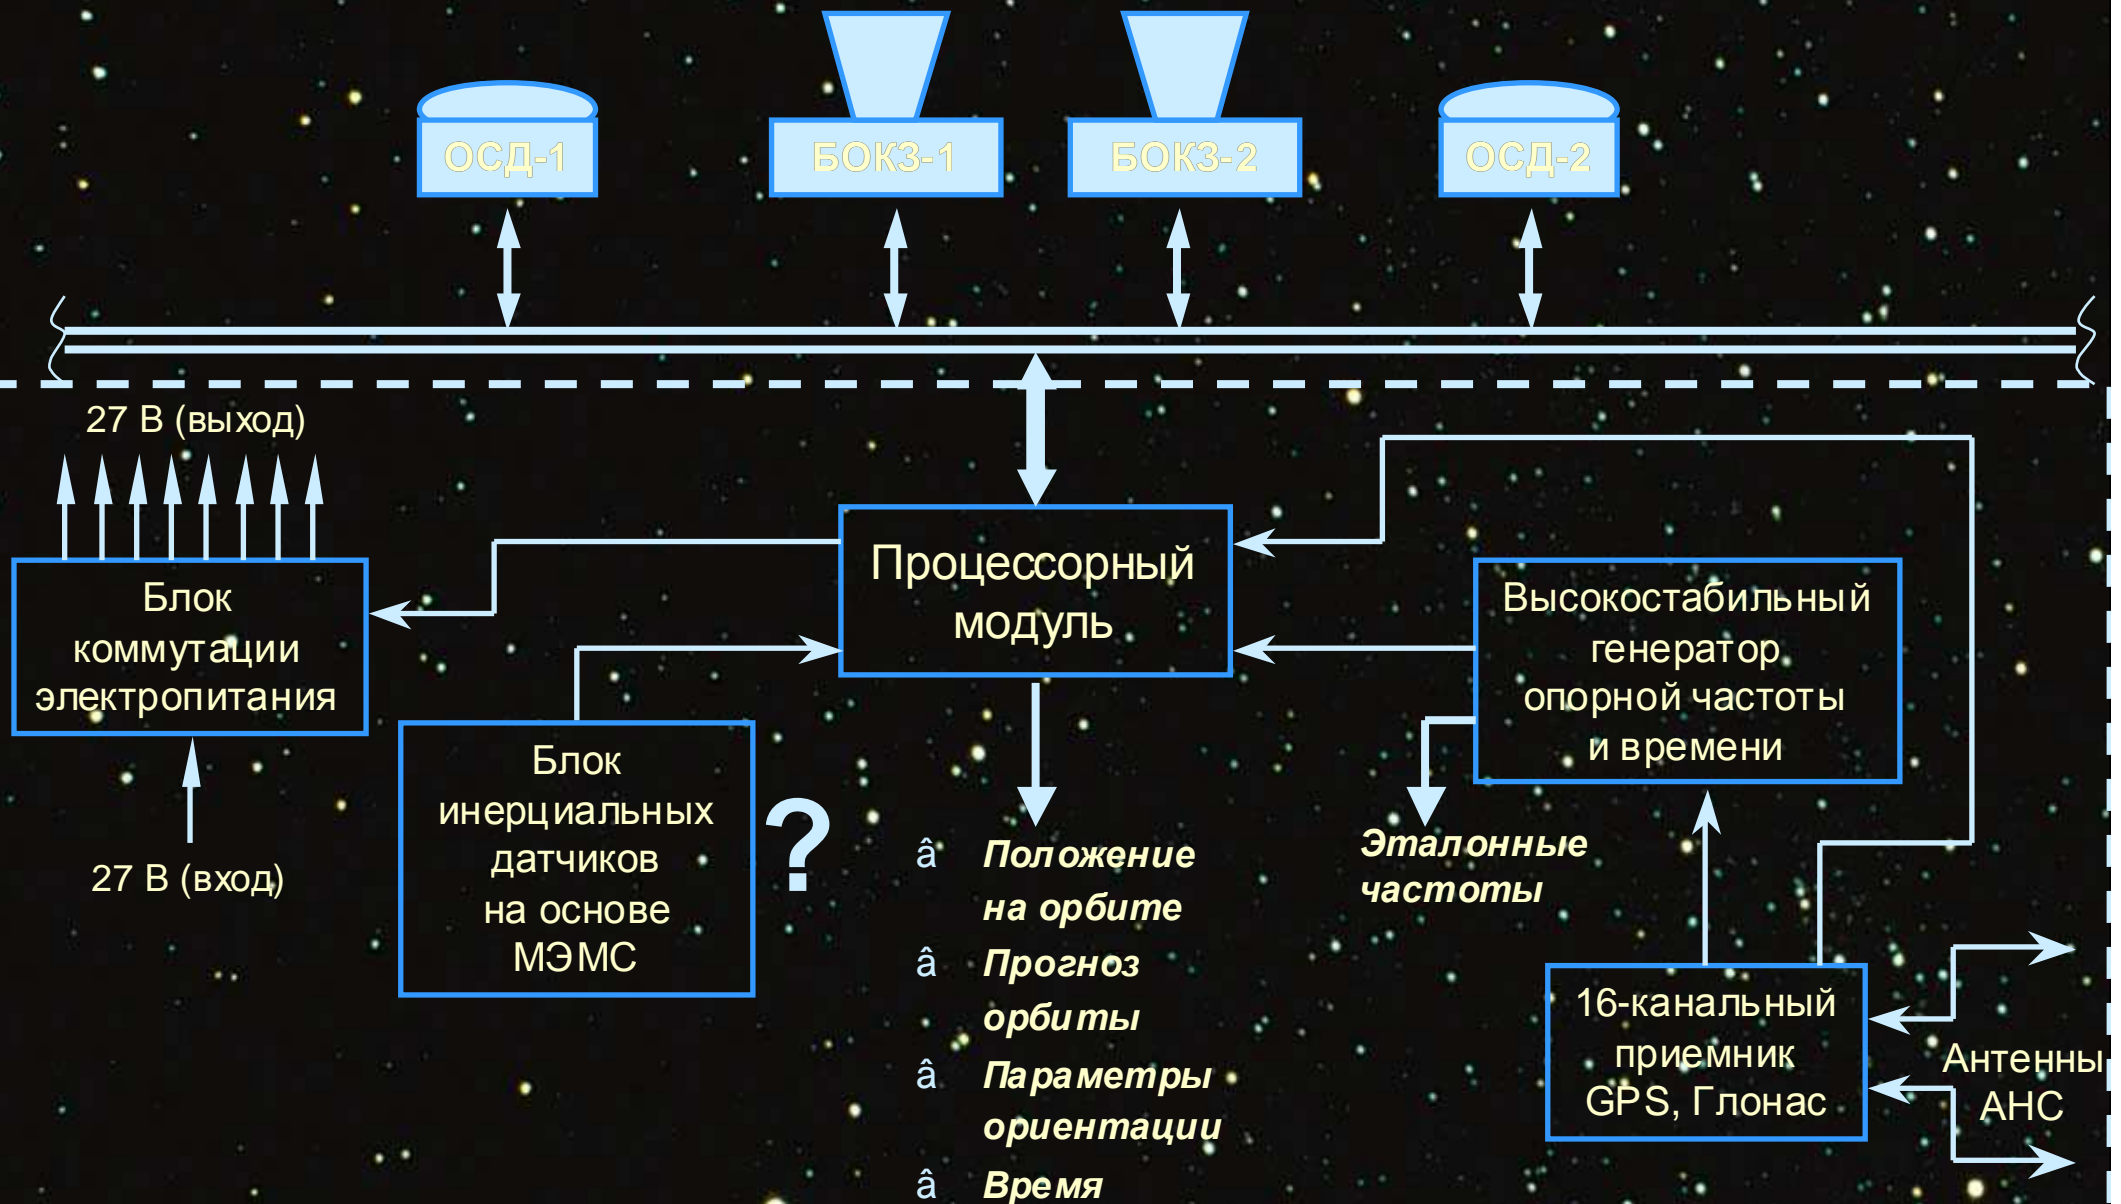 ОСД-1
БОКЗ-1
БОКЗ-2
ОСД-2
27 В (выход)
Блок
коммутации
электропитания
27 В (вход)
Блок
инерциальных
датчиков
на основе
МЭМС
?
Процессорный
модуль
â Положение
на орбите
â Прогноз
орбиты
â Параметры
ориентации
â Время
Высокостабильный
генератор
опорной частоты
и времени
Эталонные
частоты
16-канальный
приемник
GPS, Глонас
Антенны
АНС